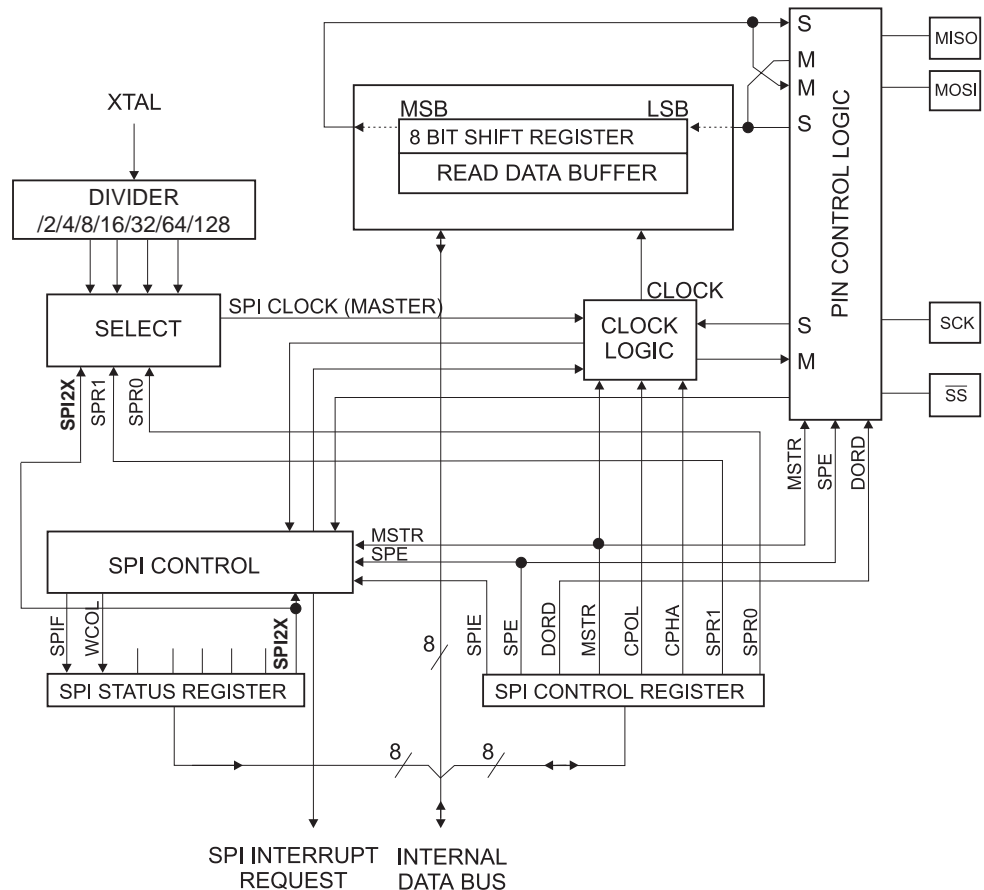 S
MISO
M
M
MOSI
XTAL
MSB
LSB
S
8 BIT SHIFT REGISTER
READ DATA BUFFER
DIVIDER
/2/4/8/16/32/64/128
PIN CONTROL LOGIC
SPI CLOCK (MASTER)
CLOCK
SELECT
CLOCK
LOGIC
S
SCK
M
SS
SPI2X
SPR1
SPR0
MSTR
SPE
DORD
MSTR
SPE
SPI CONTROL
SPIF
WCOL
SPI2X
SPIE
SPE
DORD
MSTR
CPOL
CPHA
SPR1
SPR0
8
SPI STATUS REGISTER
SPI CONTROL REGISTER
8
8
SPI INTERRUPT
REQUEST
INTERNAL
DATA BUS